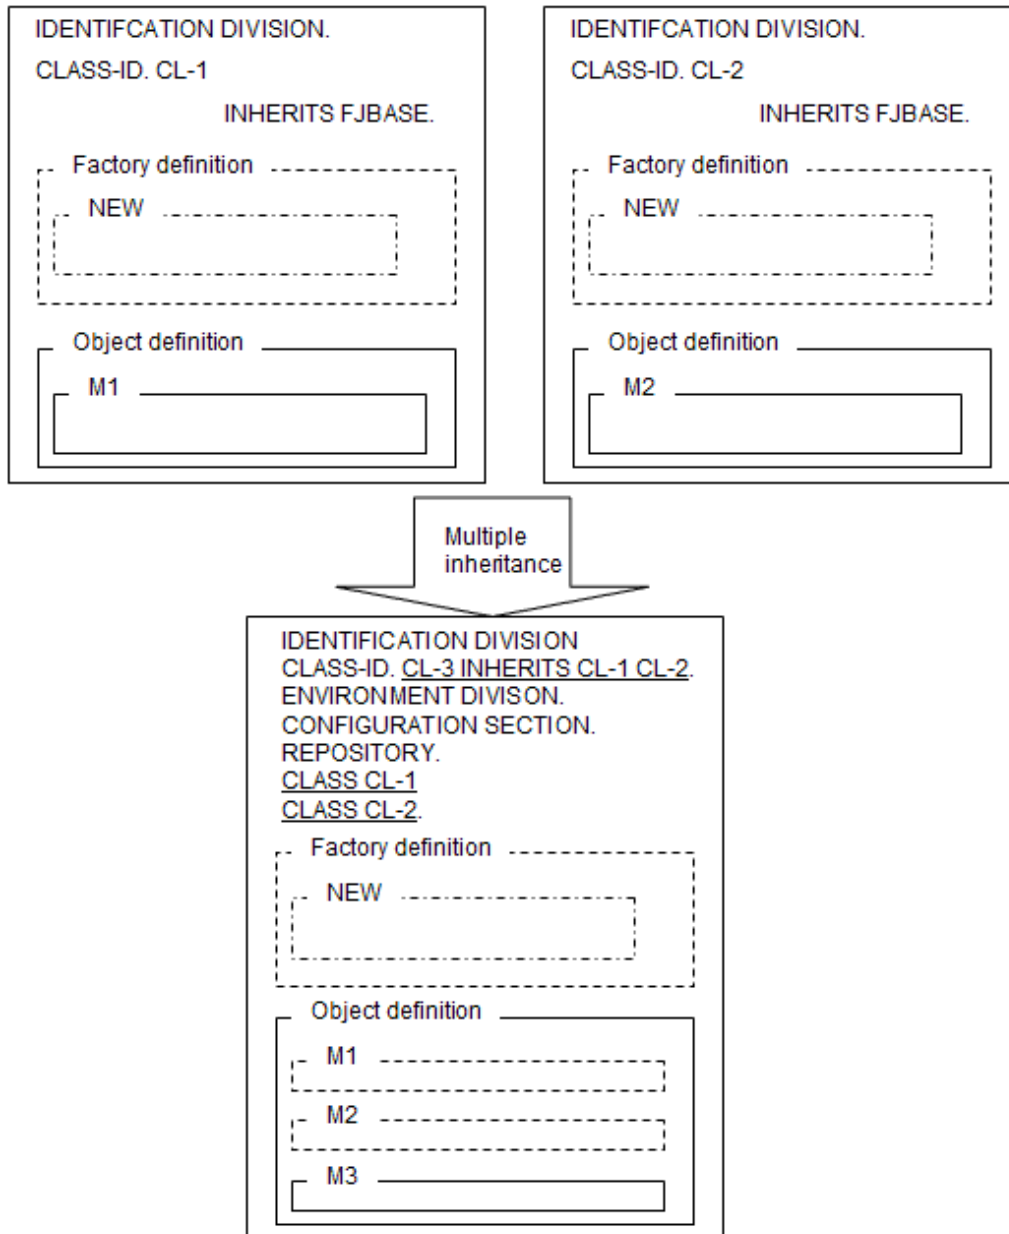 IDENTIFCATION DIVISION.
CLASS-ID. CL-1
INHERITS FJBASE.
Factory definition
NEW
Object definition
M1
IDENTIFCATION DIVISION.
CLASS-ID. CL-2
INHERITS FJBASE.
Factory definition
NEW
Object definition
M2
Multiple
inheritance
IDENTIFICATION DIVISION
CLASS-ID. CL-3 INHERITS CL-1 CL-2.
ENVIRONMENT DIVISON.
CONFIGURATION SECTION.
REPOSITORY.
CLASS CL-1
CLASS CL-2.
Factory definition
NEW
Object definition
M1
M2
M3